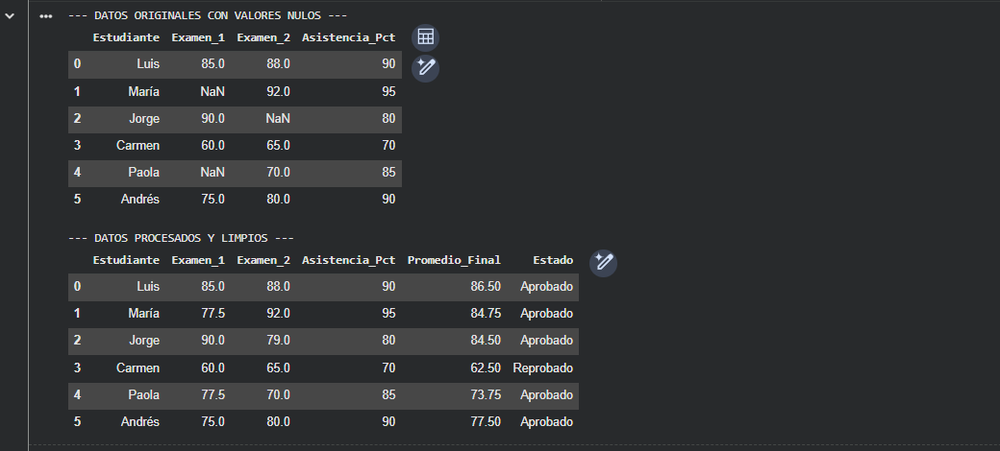 --- DATOS ORIGINALES CON VALORES NULOS ---
Estudiante Examen_1 Examen_2 Asistencia_Pct
0 Luis 85.0 88.0 90
1 María NaN 92.0 95
2 Jorge 90.0 NaN 80
3 Carmen 60.0 65.0 70
4 Paola NaN 70.0 85
5 Andrés 75.0 80.0 90
--- DATOS PROCESADOS Y LIMPIOS ---
Estudiante Examen_1 Examen_2 Asistencia_Pct Promedio_Final Estado
0 Luis 85.0 88.0 90 86.50 Aprobado
1 María 77.5 92.0 95 84.75 Aprobado
2 Jorge 90.0 79.0 80 84.50 Aprobado
3 Carmen 60.0 65.0 70 62.50 Reprobado
4 Paola 77.5 70.0 85 73.75 Aprobado
5 Andrés 75.0 80.0 90 77.50 Aprobado